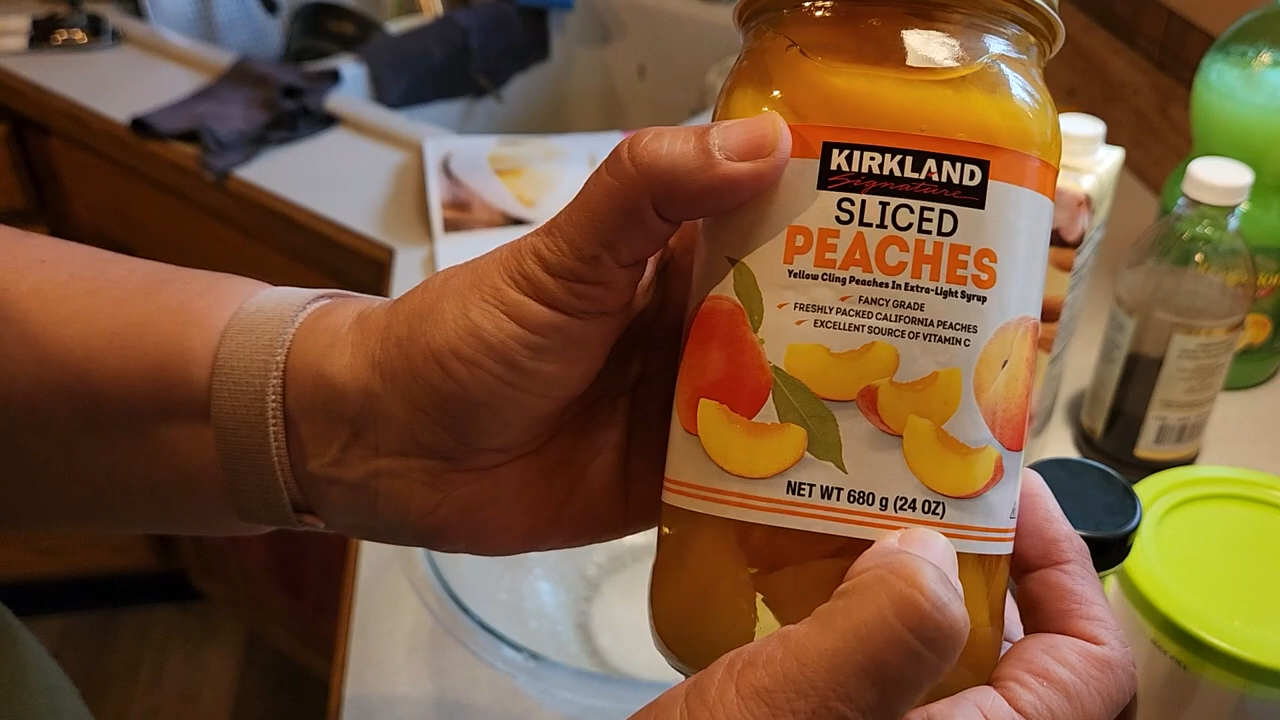 KIRKLAND
Signature
SLICED
PEACHES
Yellow Cling Peaches In Extra-Light Syrup
FANCY GRADE
FRESHLY PACKED CALIFORNIA PEACHES
EXCELLENT SOURCE OF VITAMIN C
NET WT 680 g (24 OZ)